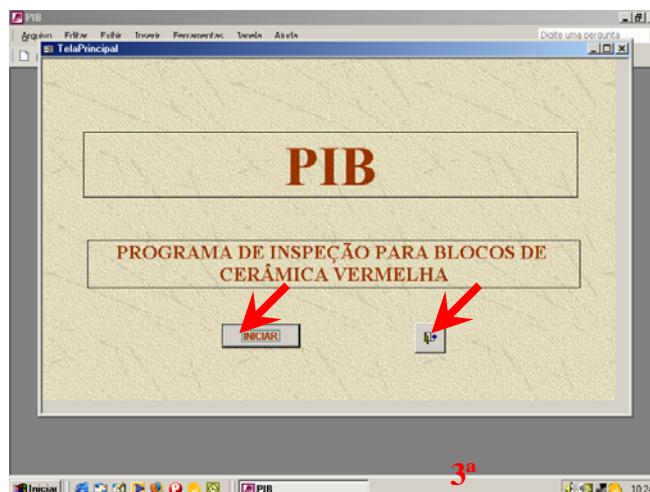 PIB
Arquivo Editar Exibir Inserir Ferramentas Janela Ajuda
Digite uma pergunta
TelaPrincipal
PIB
PROGRAMA DE INSPEÇÃO PARA BLOCOS DE
CERÂMICA VERMELHA
INICIAR
3ª
Iniciar
PIB